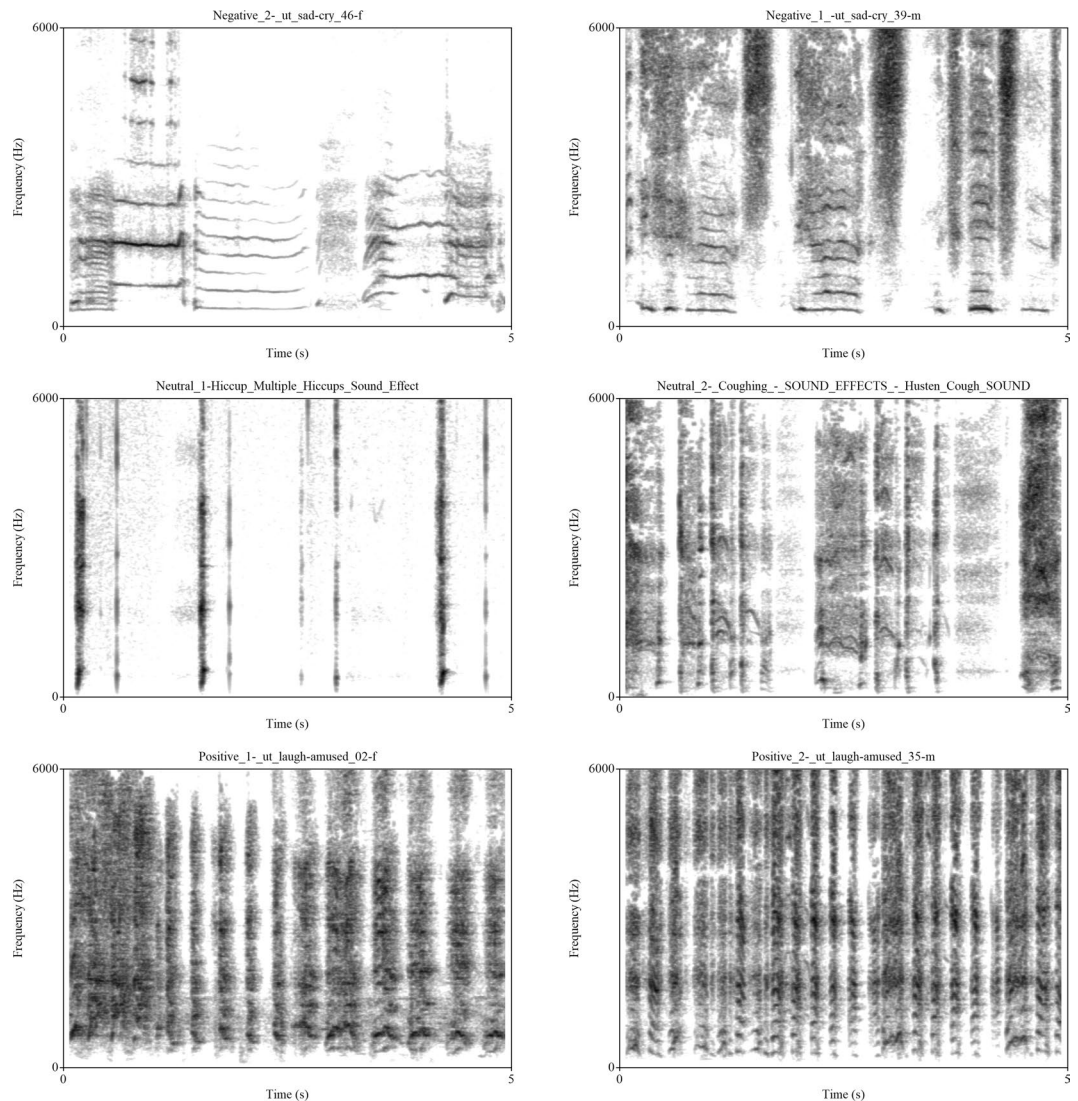 Negative_2-_ut_sad-cry_46-f
6000
Frequency (Hz)
0
0
5
Time (s)
Negative_1_-ut_sad-cry_39-m
6000
Frequency (Hz)
0
0
5
Time (s)
Neutral_1-Hiccup_Multiple_Hiccups_Sound_Effect
6000
Frequency (Hz)
0
0
5
Time (s)
Neutral_2-_Coughing_-_SOUND_EFFECTS_-_Husten_Cough_SOUND
6000
Frequency (Hz)
0
0
5
Time (s)
Positive_1-_ut_laugh-amused_02-f
6000
Frequency (Hz)
0
0
5
Time (s)
Positive_2-_ut_laugh-amused_35-m
6000
Frequency (Hz)
0
0
5
Time (s)